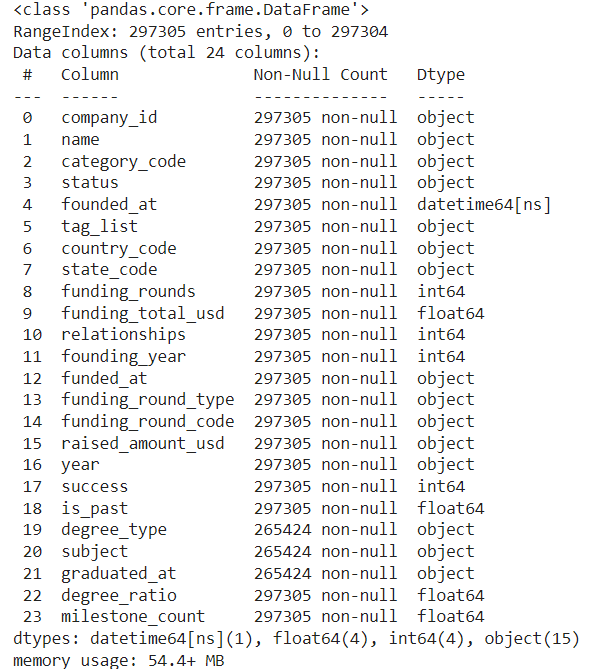 <class 'pandas.core.frame.DataFrame'>
RangeIndex: 297305 entries, 0 to 297304
Data columns (total 24 columns):
 #   Column              Non-Null Count   Dtype
---  ------              --------------   -----
 0   company_id          297305 non-null  object
 1   name                297305 non-null  object
 2   category_code       297305 non-null  object
 3   status              297305 non-null  object
 4   founded_at          297305 non-null  datetime64[ns]
 5   tag_list            297305 non-null  object
 6   country_code        297305 non-null  object
 7   state_code          297305 non-null  object
 8   funding_rounds      297305 non-null  int64
 9   funding_total_usd   297305 non-null  float64
 10  relationships       297305 non-null  int64
 11  founding_year       297305 non-null  int64
 12  funded_at           297305 non-null  object
 13  funding_round_type  297305 non-null  object
 14  funding_round_code  297305 non-null  object
 15  raised_amount_usd   297305 non-null  object
 16  year                297305 non-null  object
 17  success             297305 non-null  int64
 18  is_past             297305 non-null  float64
 19  degree_type         265424 non-null  object
 20  subject             265424 non-null  object
 21  graduated_at        265424 non-null  object
 22  degree_ratio        297305 non-null  float64
 23  milestone_count     297305 non-null  float64
dtypes: datetime64[ns](1), float64(4), int64(4), object(15)
memory usage: 54.4+ MB